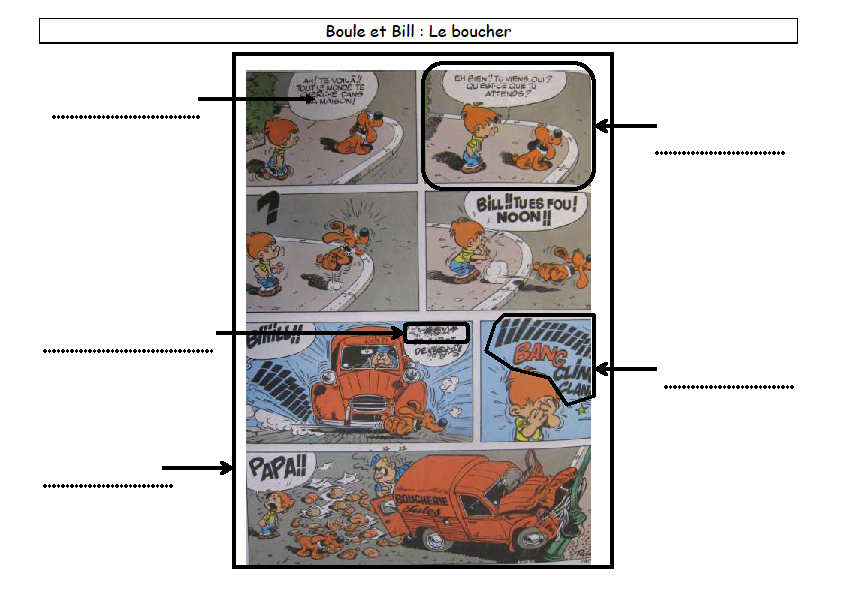 Boule et Bill : Le boucher
AH! TE VOILÀ!!
TOUT LE MONDE TE
CHERCHE DANS
LA MAISON!
EH BIEN? TU VIENS, OUI?
QU'EST-CE QUE TU
ATTENDS?
?
BILL!! TU ES FOU!
NOON!!
BIIILL!!
BANG
CLING
CLANG
PAPA!!
BOUCHERIE
Jules